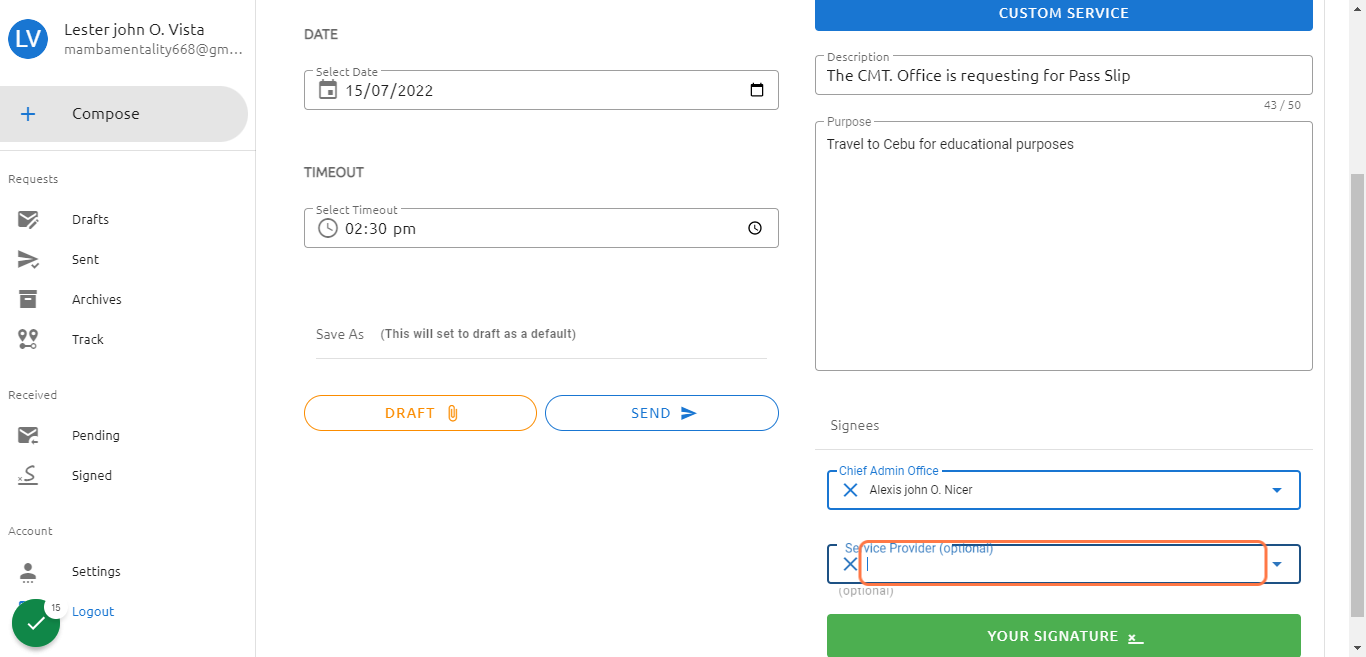 LV
Lester john O. Vista
mambamentality668@gm...
Compose
Requests
Drafts
Sent
Archives
Track
Received
Pending
Signed
Account
Settings
15
Logout
DATE
Select Date
15/07/2022
TIMEOUT
Select Timeout
02:30 pm
Save As (This will set to draft as a default)
DRAFT
SEND
CUSTOM SERVICE
Description
The CMT. Office is requesting for Pass Slip
43 / 50
Purpose
Travel to Cebu for educational purposes
Signees
Chief Admin Office
Alexis john O. Nicer
Service Provider (optional)
(optional)
YOUR SIGNATURE